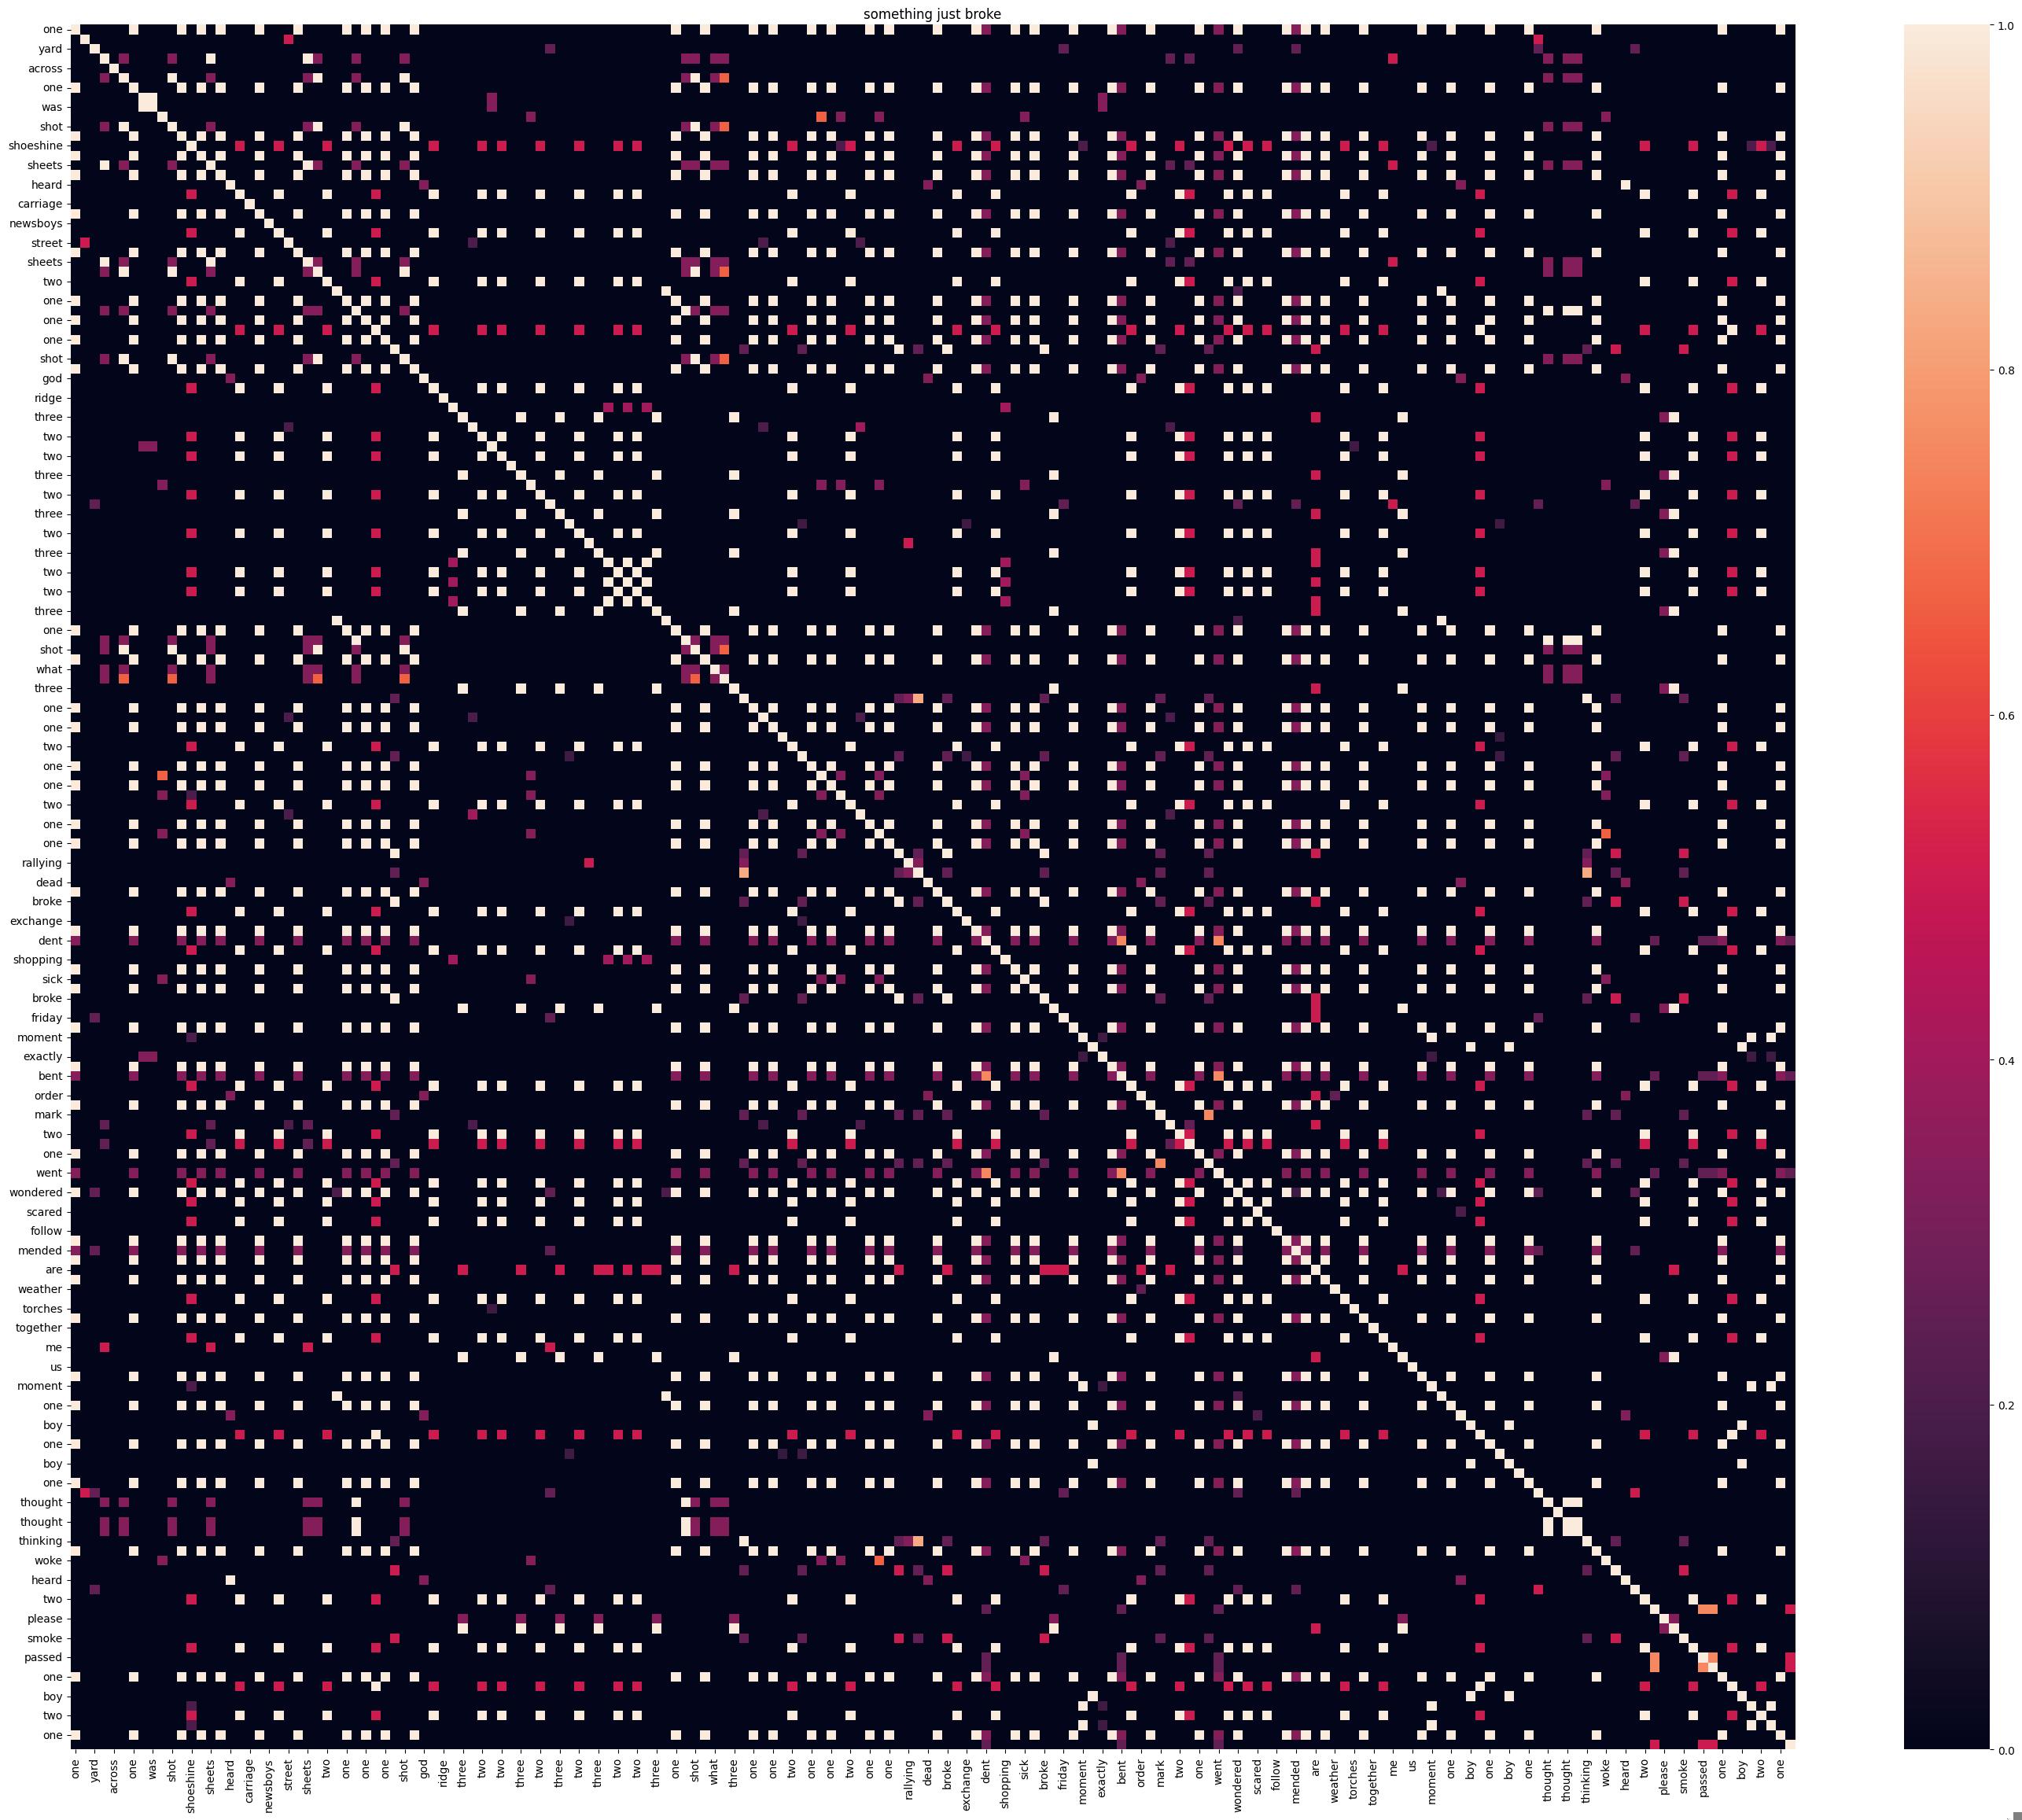 something just broke
one
yard
across
one
was
shot
shoeshine
sheets
heard
carriage
newsboys
street
sheets
two
one
one
one
shot
god
ridge
three
two
two
three
two
three
two
three
two
two
three
one
shot
what
three
one
one
two
one
one
two
one
one
rallying
dead
broke
exchange
dent
shopping
sick
broke
friday
moment
exactly
bent
order
mark
two
one
went
wondered
scared
follow
mended
are
weather
torches
together
me
us
moment
one
boy
one
boy
one
thought
thought
thinking
woke
heard
two
please
smoke
passed
one
boy
two
one
one yard across one was shot shoeshine sheets heard carriage newsboys street sheets two one one one shot god ridge three two two three two three two three two two three one shot what three one one two one one two one one rallying dead broke exchange dent shopping sick broke friday moment exactly bent order mark two one went wondered scared follow mended are weather torches together me us moment one boy one boy one thought thought thinking woke heard two please smoke passed one boy two one
1.0
0.8
0.6
0.4
0.2
0.0